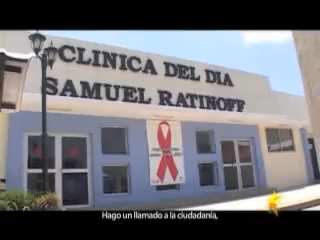 CLINICA DEL DIA
SAMUEL RATINOFF
Hago un llamado a la ciudadanía,